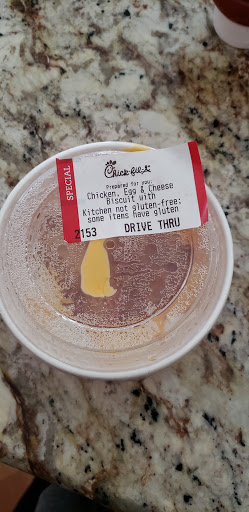 SPECIAL
Chick-fil-A
Prepared for you:
Chicken, Egg & Cheese
Biscuit with
Kitchen not gluten-free;
some items have gluten
2153 DRIVE THRU